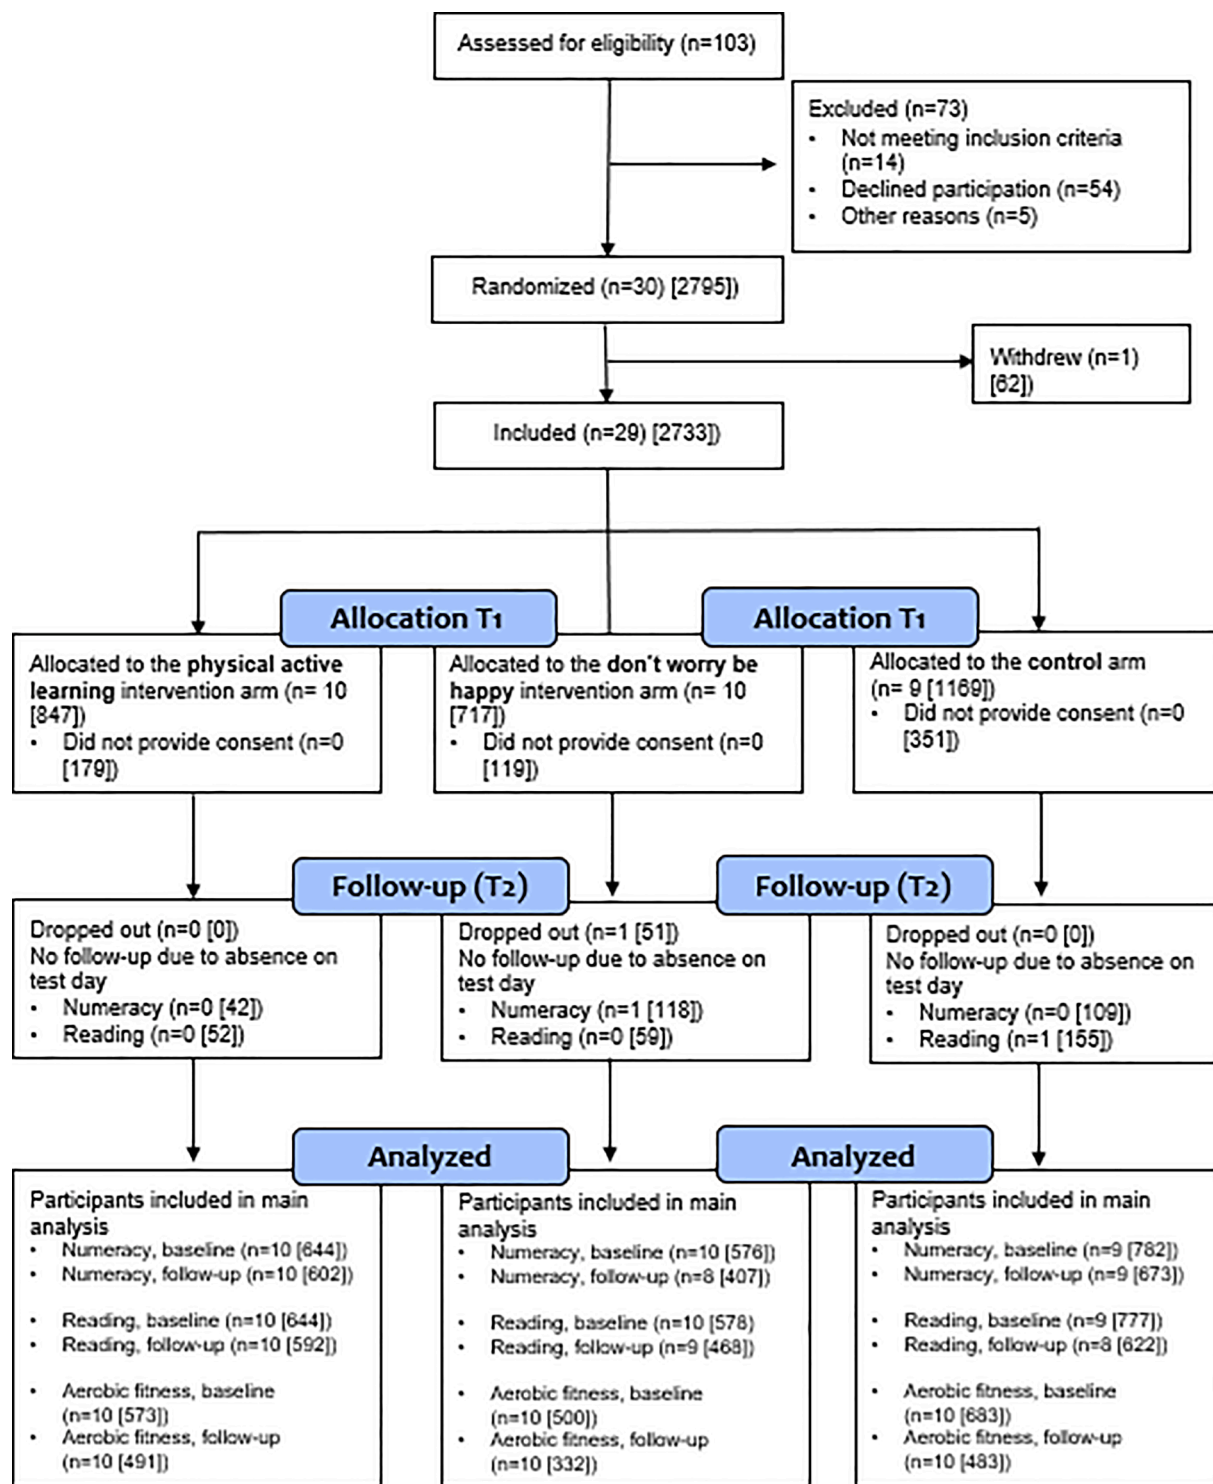 Assessed for eligibility (n=103)
Excluded (n=73)
• Not meeting inclusion criteria
(n=14)
• Declined participation (n=54)
• Other reasons (n=5)
Randomized (n=30) [2795])
Withdrew (n=1)
[62])
Included (n=29) [2733])
Allocation T1
Allocation T1
Allocated to the physical active
learning intervention arm (n= 10
[847])
• Did not provide consent (n=0
[179])
Allocated to the don't worry be
happy intervention arm (n= 10
[717])
• Did not provide consent (n=0
[119])
Allocated to the control arm
(n= 9 [1169])
• Did not provide consent (n=0
[351])
Follow-up (T2)
Follow-up (T2)
Dropped out (n=0 [0])
No follow-up due to absence on
test day
• Numeracy (n=0 [42])
• Reading (n=0 [52])
Dropped out (n=1 [51])
No follow-up due to absence on
test day
• Numeracy (n=1 [118])
• Reading (n=0 [59])
Dropped out (n=0 [0])
No follow-up due to absence on
test day
• Numeracy (n=0 [109])
• Reading (n=1 [155])
Analyzed
Analyzed
Participants included in main
analysis
• Numeracy, baseline (n=10 [644])
• Numeracy, follow-up (n=10 [602])
• Reading, baseline (n=10 [644])
• Reading, follow-up (n=10 [592])
• Aerobic fitness, baseline
(n=10 [573])
• Aerobic fitness, follow-up
(n=10 [491])
Participants included in main
analysis
• Numeracy, baseline (n=10 [576])
• Numeracy, follow-up (n=8 [407])
• Reading, baseline (n=10 [578)
• Reading, follow-up (n=9 [468])
• Aerobic fitness, baseline
(n=10 [500])
• Aerobic fitness, follow-up
(n=10 [332])
Participants included in main
analysis
• Numeracy, baseline (n=9 [782])
• Numeracy, follow-up (n=9 [673])
• Reading, baseline (n=9 [777])
• Reading, follow-up (n=8 [622])
• Aerobic fitness, baseline
(n=10 [683])
• Aerobic fitness, follow-up
(n=10 [483])